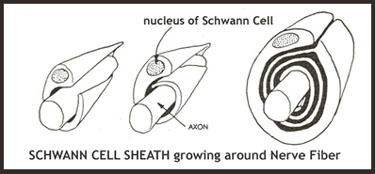 nucleus of Schwann Cell
AXON
SCHWANN CELL SHEATH growing around Nerve Fiber